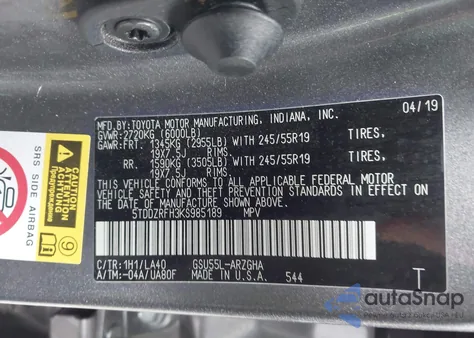 MFD.BY:TOYOTA MOTOR MANUFACTURING, INDIANA, INC. 04/19
GVWR:2720KG (6000LB)
GAWR:FRT. 1345KG (2955LB) WITH 245/55R19 TIRES,
19X7.5J RIMS
RR. 1590KG (3505LB) WITH 245/55R19 TIRES,
19X7.5J RIMS
THIS VEHICLE CONFORMS TO ALL APPLICABLE FEDERAL MOTOR
VEHICLE SAFETY AND THEFT PREVENTION STANDARDS IN EFFECT
ON THE DATE OF MANUFACTURE SHOWN ABOVE.
5TDDZRFH3KS985189 MPV
C/TR:1H1/LA40 GSU55L-ARZGHA
A/TM:-04A/UA80F MADE IN U.S.A. 544 T
SRS SIDE AIRBAG
CAUTION
ACHTUNG
autoSnap